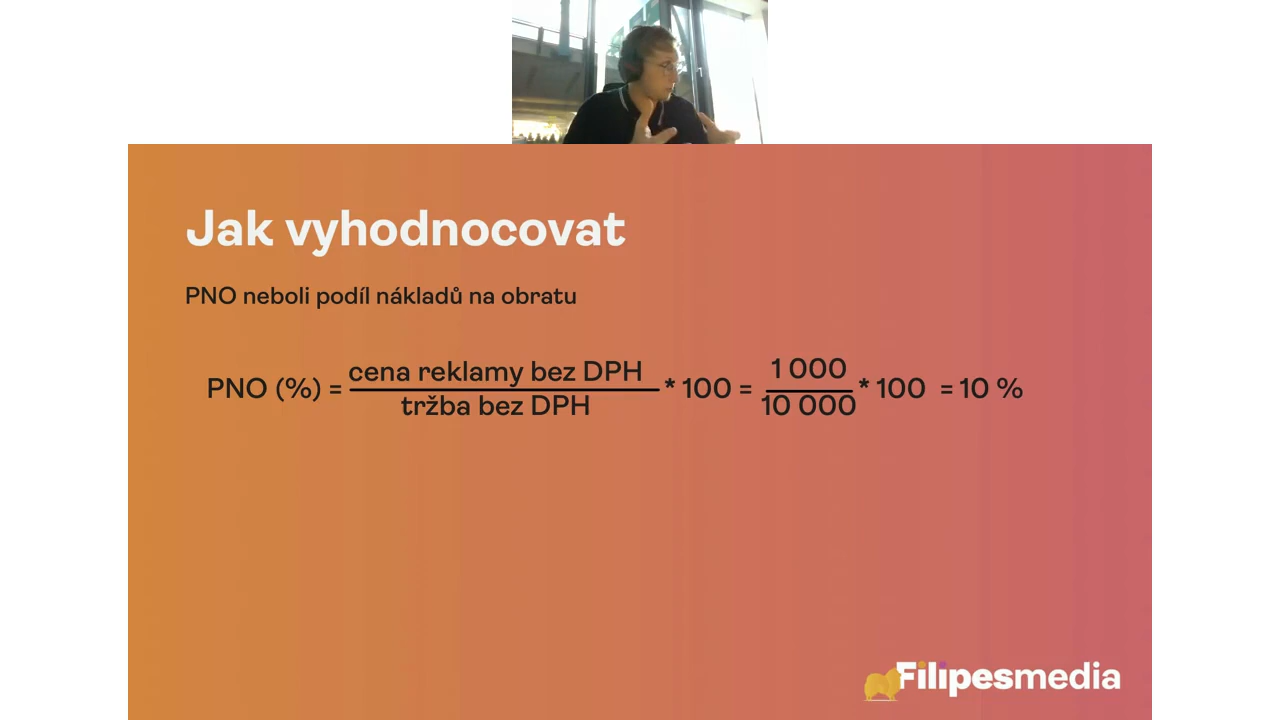 Jak vyhodnocovat
PNO neboli podíl nákladů na obratu
PNO (%) = cena reklamy bez DPH / tržba bez DPH * 100 = 1 000 / 10 000 * 100 = 10 %
Filipesmedia